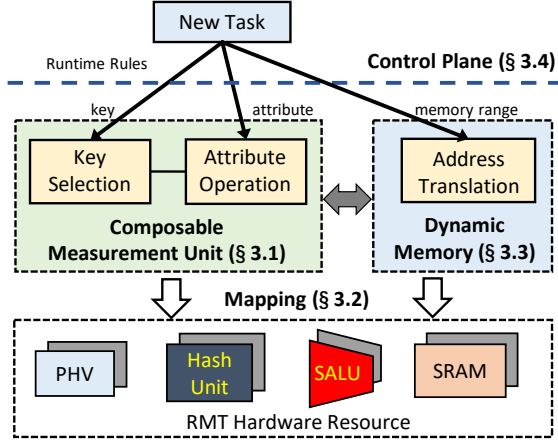 New Task
Runtime Rules
Control Plane (§ 3.4)
key
attribute
memory range
Key
Selection
Attribute
Operation
Address
Translation
Composable
Measurement Unit (§ 3.1)
Dynamic
Memory (§ 3.3)
Mapping (§ 3.2)
PHV
Hash
Unit
SALU
SRAM
RMT Hardware Resource